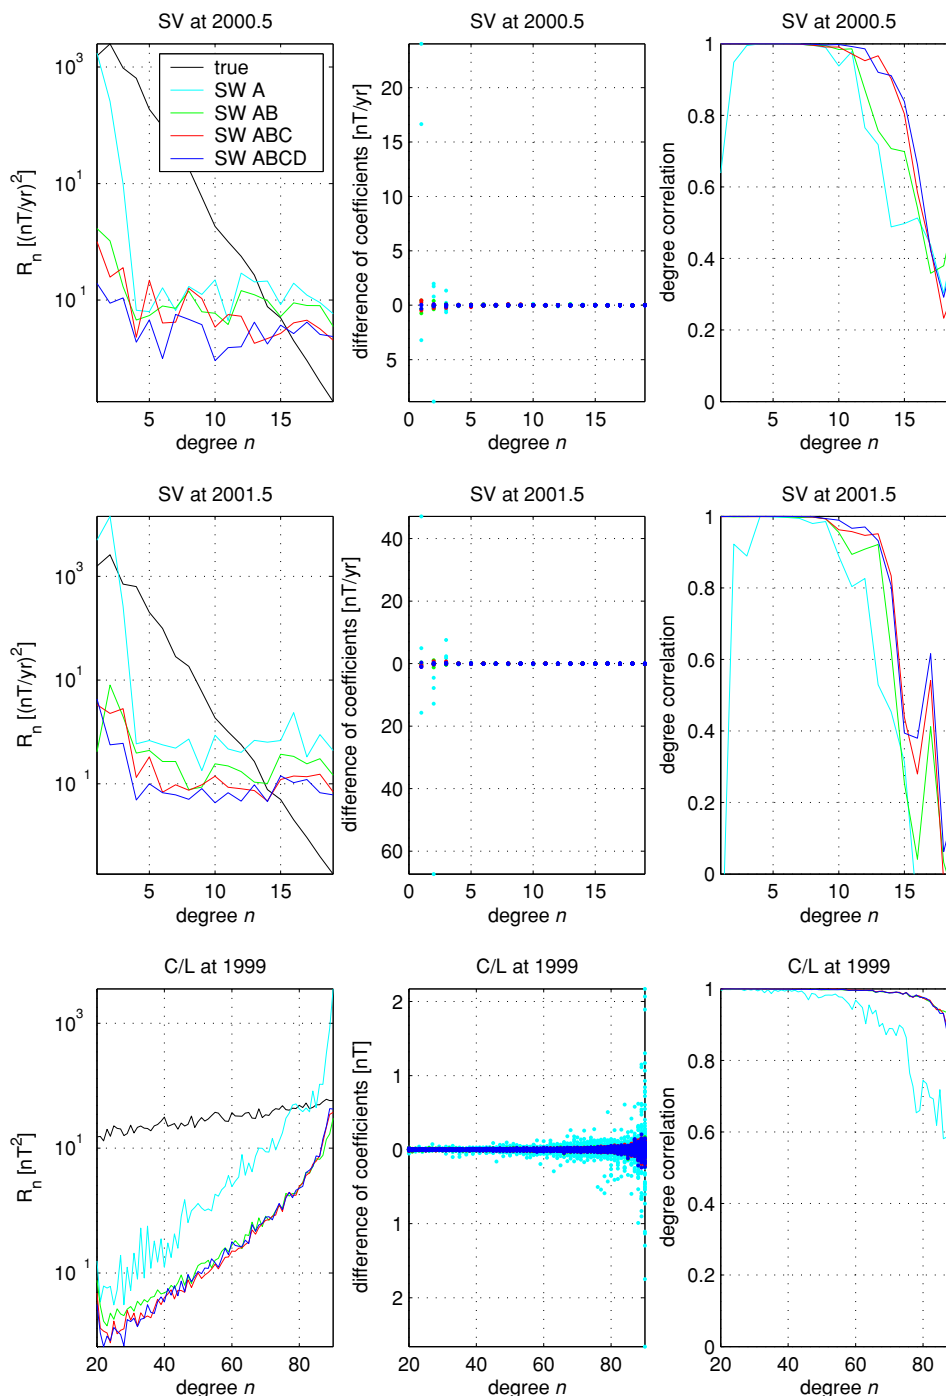 SV at 2000.5
R_n [(nT/yr)^2]
10^3
10^1
10^1
true
SW A
SW AB
SW ABC
SW ABCD
5 10 15
degree n
SV at 2000.5
difference of coefficients [nT/yr]
20
15
10
5
0
5
0 5 10 15
degree n
SV at 2000.5
degree correlation
1
0.8
0.6
0.4
0.2
0
5 10 15
degree n
SV at 2001.5
R_n [(nT/yr)^2]
10^3
10^1
10^1
5 10 15
degree n
SV at 2001.5
difference of coefficients [nT/yr]
40
20
0
20
40
60
0 5 10 15
degree n
SV at 2001.5
degree correlation
1
0.8
0.6
0.4
0.2
0
5 10 15
degree n
C/L at 1999
R_n [nT^2]
10^3
10^1
10^1
20 40 60 80
degree n
C/L at 1999
difference of coefficients [nT]
2
1
0
1
2
20 40 60 80
degree n
C/L at 1999
degree correlation
1
0.8
0.6
0.4
0.2
0
20 40 60 80
degree n